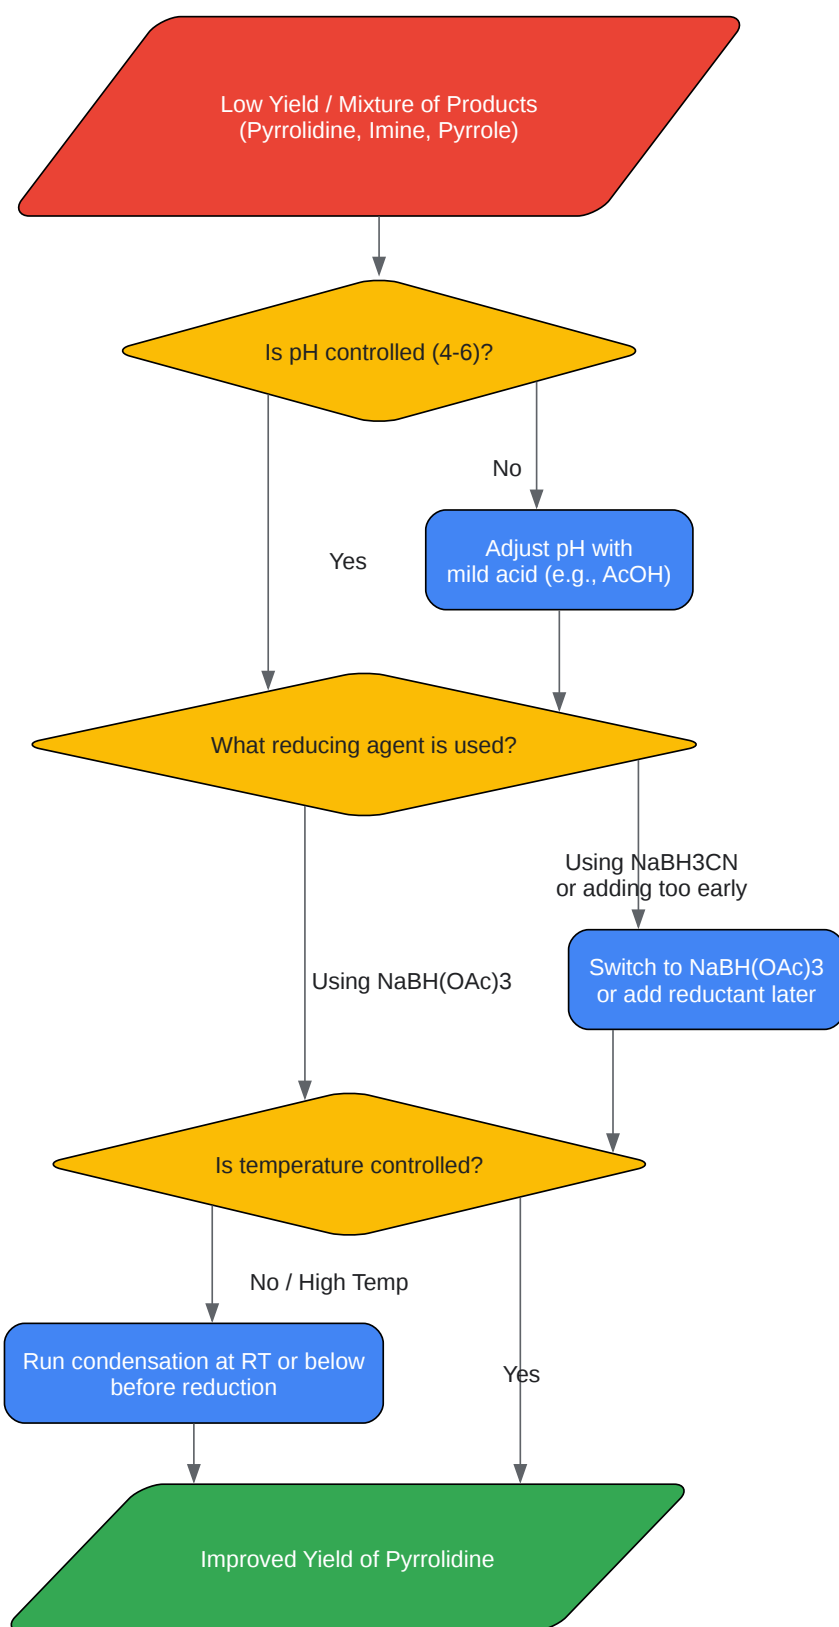 Low Yield / Mixture of Products
(Pyrrolidine, Imine, Pyrrole)
Is pH controlled (4-6)?
No
Yes
Adjust pH with
mild acid (e.g., AcOH)
What reducing agent is used?
Using NaBH3CN
or adding too early
Using NaBH(OAc)3
Switch to NaBH(OAc)3
or add reductant later
Is temperature controlled?
No / High Temp
Run condensation at RT or below
before reduction
Yes
Improved Yield of Pyrrolidine